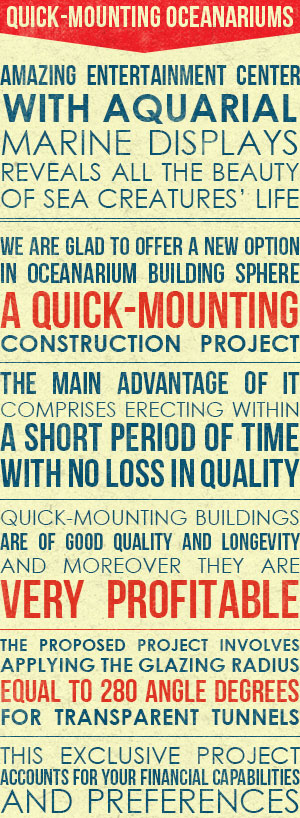 QUICK-MOUNTING OCEANARIUMS
AMAZING ENTERTAINMENT CENTER
WITH AQUARIAL
MARINE DISPLAYS
REVEALS ALL THE BEAUTY
OF SEA CREATURES' LIFE
WE ARE GLAD TO OFFER A NEW OPTION
IN OCEANARIUM BUILDING SPHERE
A QUICK-MOUNTING
CONSTRUCTION PROJECT
THE MAIN ADVANTAGE OF IT
COMPRISES ERECTING WITHIN
A SHORT PERIOD OF TIME
WITH NO LOSS IN QUALITY
QUICK-MOUNTING BUILDINGS
ARE OF GOOD QUALITY AND LONGEVITY
AND MOREOVER THEY ARE
VERY PROFITABLE
THE PROPOSED PROJECT INVOLVES
APPLYING THE GLAZING RADIUS
EQUAL TO 280 ANGLE DEGREES
FOR TRANSPARENT TUNNELS
THIS EXCLUSIVE PROJECT
ACCOUNTS FOR YOUR FINANCIAL CAPABILITIES
AND PREFERENCES